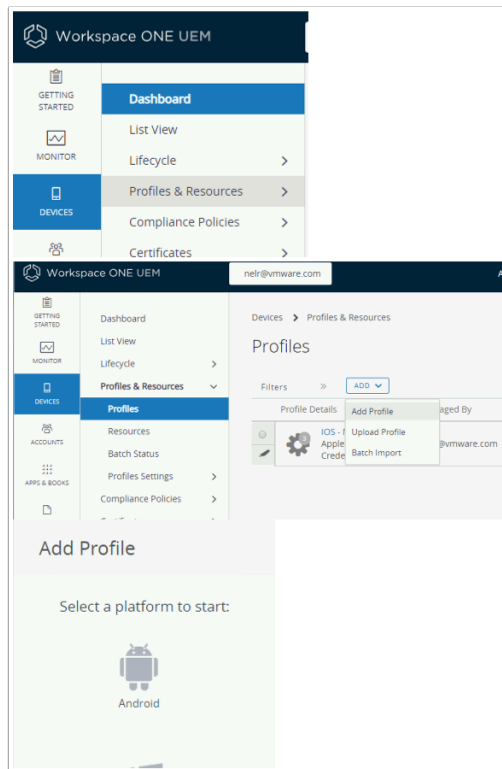 Workspace ONE UEM
GETTING
STARTED
MONITOR
DEVICES
Dashboard
List View
Lifecycle
Profiles & Resources
Compliance Policies
Certificates
Workspace ONE UEM
nelr@vmware.com
A
GETTING
STARTED
MONITOR
DEVICES
ACCOUNTS
APPS & BOOKS
Dashboard
List View
Lifecycle
Profiles & Resources
Profiles
Resources
Batch Status
Profiles Settings
Compliance Policies
Devices > Profiles & Resources
Profiles
Filters » ADD
Profile Details
aged By
Add Profile
Upload Profile
Batch Import
3
IOS -
Apple
Crede
@vmware.com
Add Profile
Select a platform to start:
Android